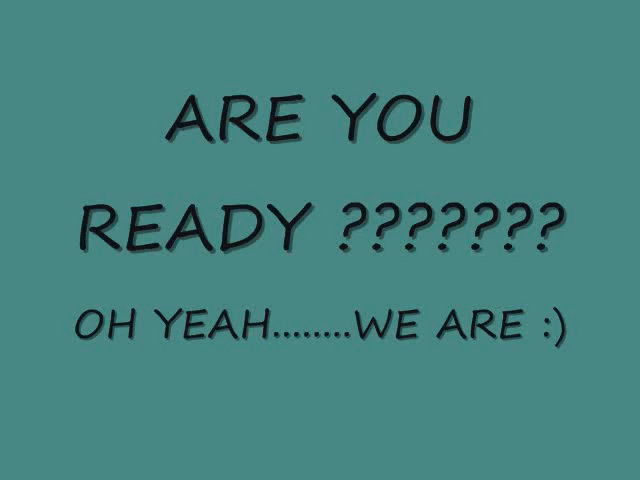 ARE YOU
READY ???????
OH YEAH........WE ARE :)